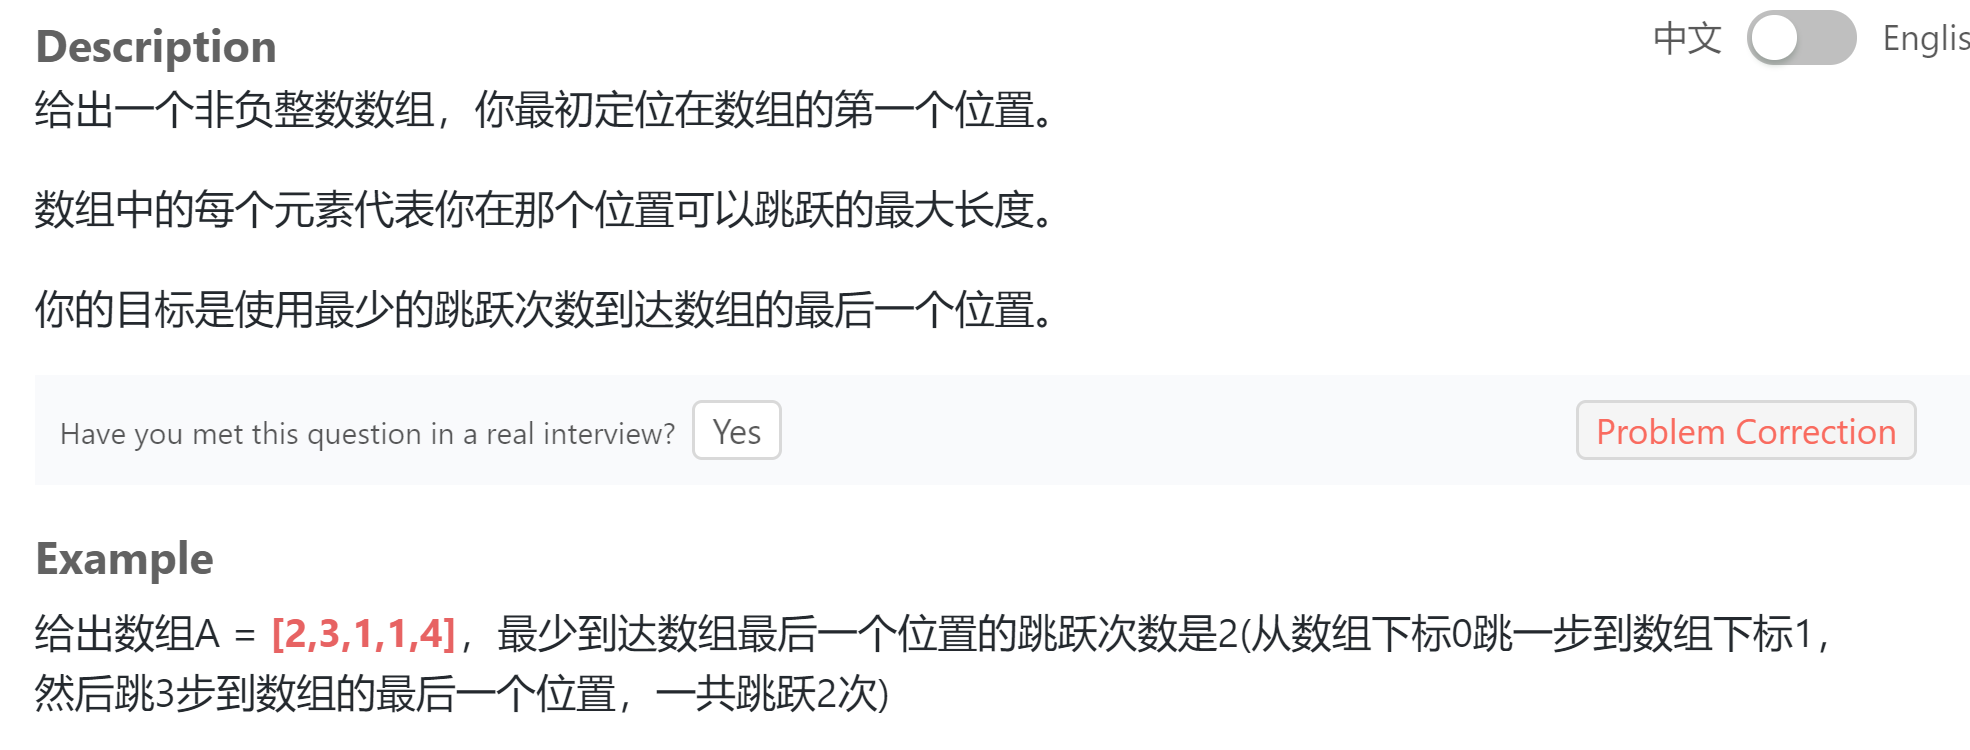 Description
中文 Englis
给出一个非负整数数组，你最初定位在数组的第一个位置。
数组中的每个元素代表你在那个位置可以跳跃的最大长度。
你的目标是使用最少的跳跃次数到达数组的最后一个位置。
Have you met this question in a real interview? Yes Problem Correction
Example
给出数组A = [2,3,1,1,4]，最少到达数组最后一个位置的跳跃次数是2(从数组下标0跳一步到数组下标1，
然后跳3步到数组的最后一个位置，一共跳跃2次)